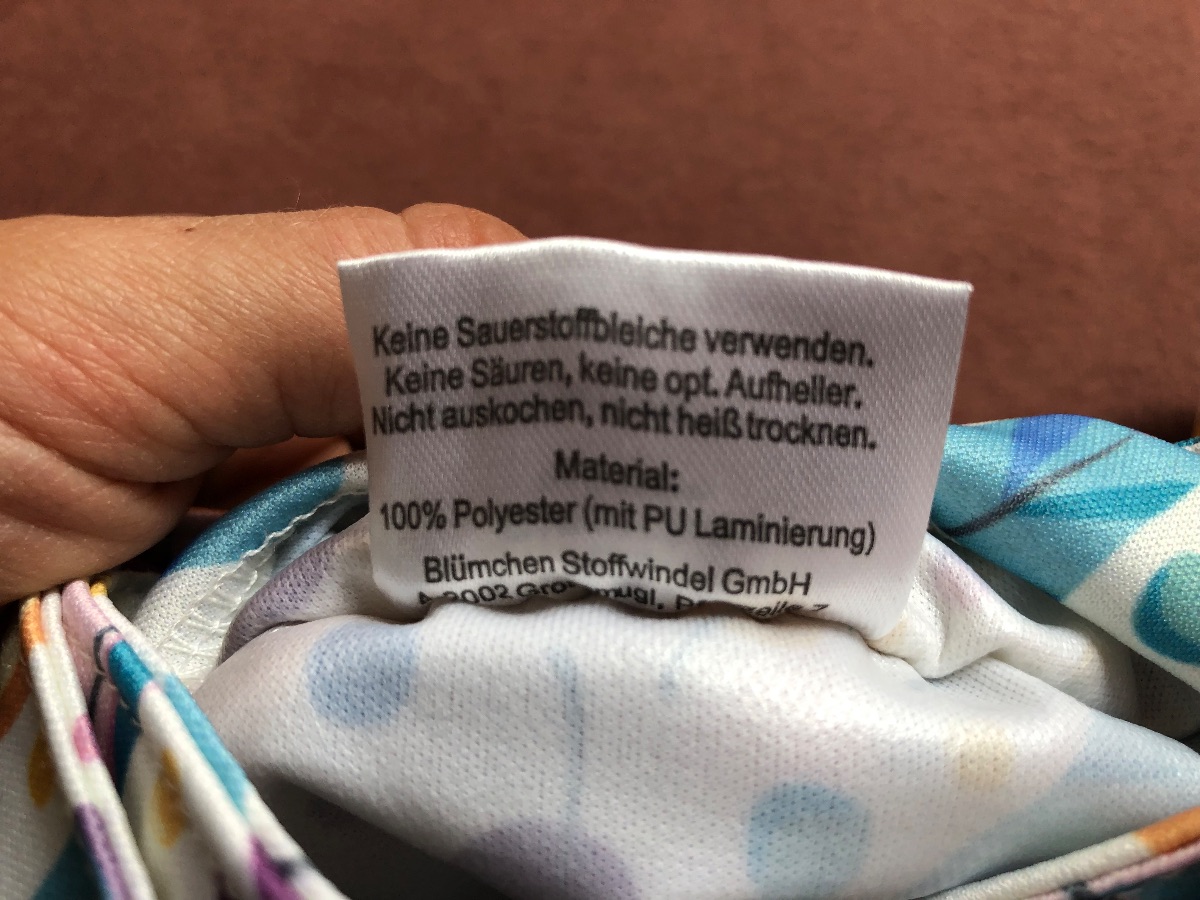 Keine Sauerstoffbleiche verwenden.
Keine Säuren, keine opt. Aufheller.
Nicht auskochen, nicht heiß trocknen.
Material:
100% Polyester (mit PU Laminierung)
Blümchen Stoffwindel GmbH